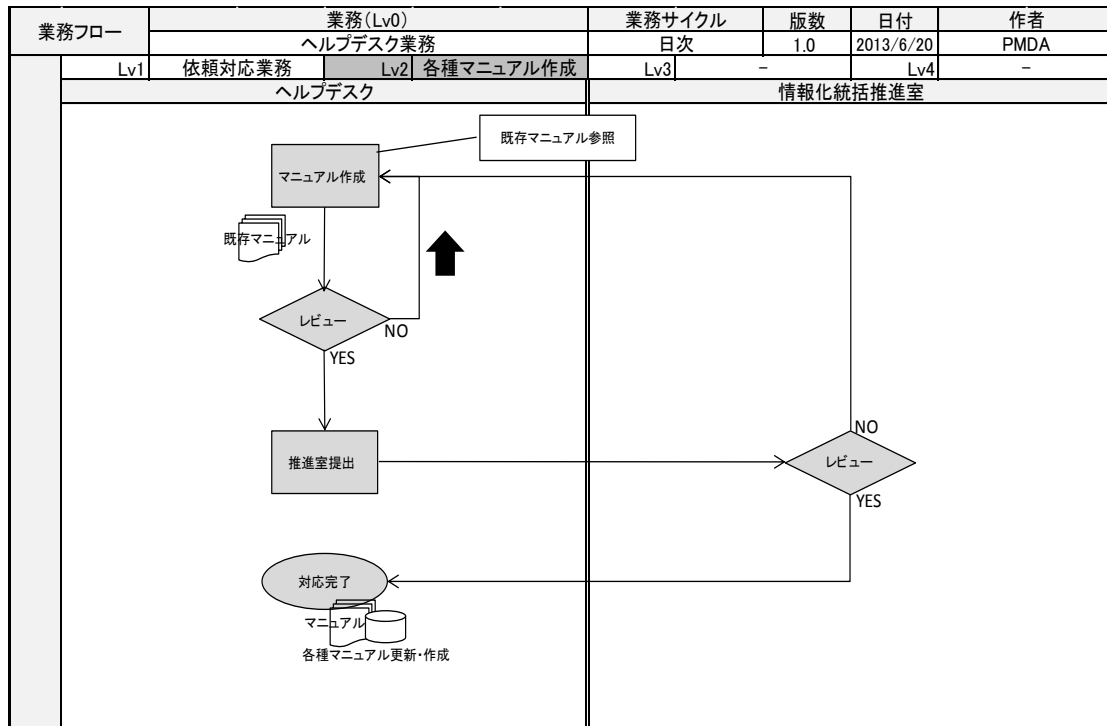 業務フロー
業務(Lv0)
業務サイクル
版数
日付
作者
ヘルプデスク業務
日次
1.0
2013/6/20
PMDA
Lv1
依頼対応業務
Lv2
各種マニュアル作成
Lv3
-
Lv4
-
ヘルプデスク
情報化統括推進室
既存マニュアル参照
マニュアル作成
既存マニュアル
レビュー
NO
YES
推進室提出
NO
レビュー
YES
対応完了
マニュアル
各種マニュアル更新・作成